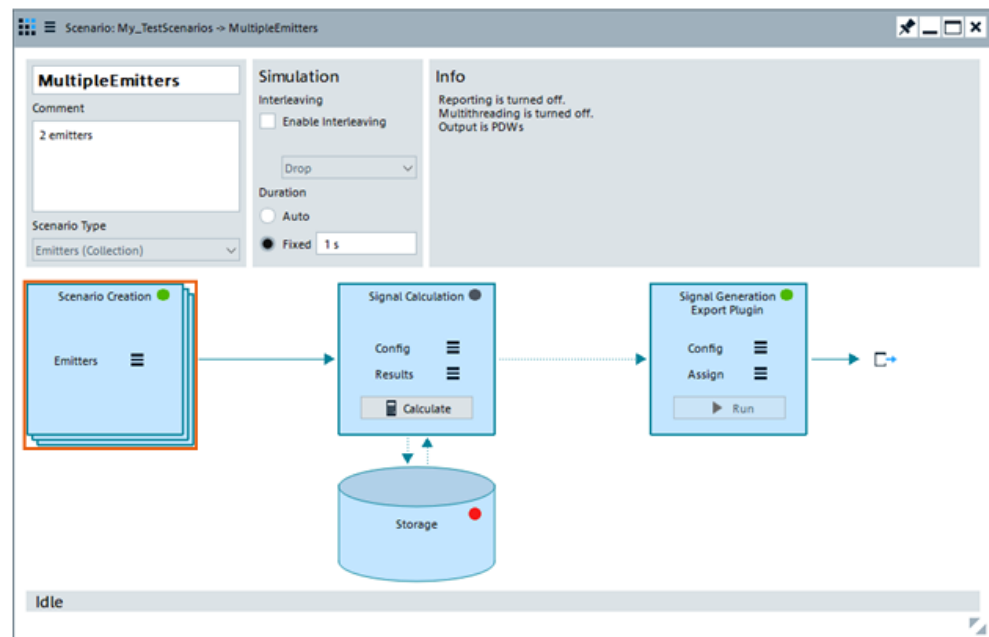 Scenario: My_TestScenarios -> MultipleEmitters
MultipleEmitters
Comment
2 emitters
Scenario Type
Emitters (Collection)
Simulation
Interleaving
Enable Interleaving
Drop
Duration
Auto
Fixed 1 s
Info
Reporting is turned off.
Multithreading is turned off.
Output is PDWs
Scenario Creation
Emitters
Signal Calculation
Config
Results
Calculate
Storage
Signal Generation
Export Plugin
Config
Assign
Run
Idle